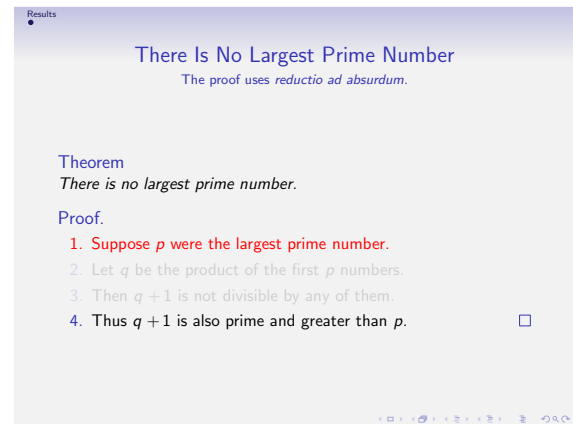 Results
There Is No Largest Prime Number
The proof uses reductio ad absurdum.
Theorem
There is no largest prime number.
Proof.
1. Suppose p were the largest prime number.
2. Let q be the product of the first p numbers.
3. Then q + 1 is not divisible by any of them.
4. Thus q + 1 is also prime and greater than p. □